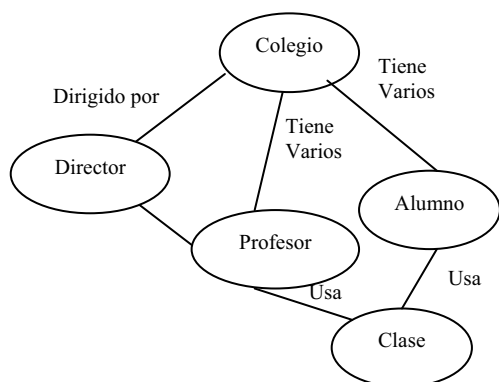 Colegio
Tiene
Varios
Dirigido por
Tiene
Varios
Director
Alumno
Profesor
Usa
Usa
Clase